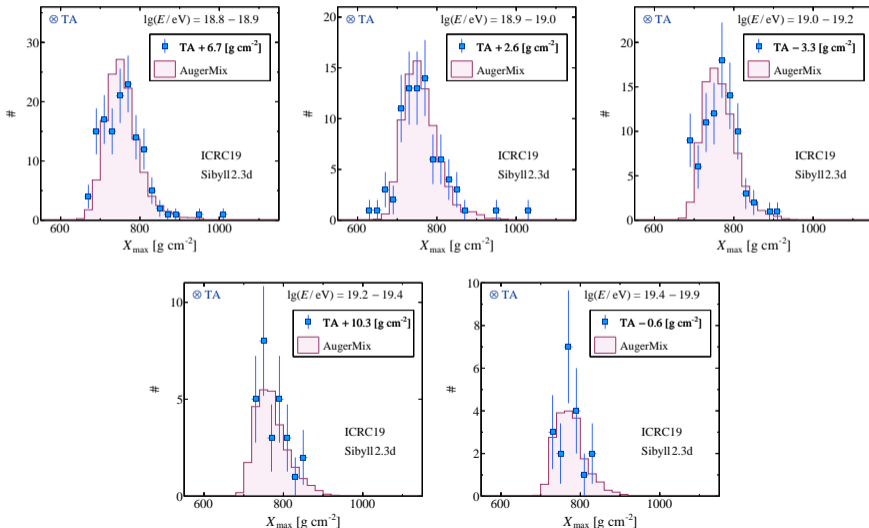 ⊗ TA lg(E/eV) = 18.8 − 18.9
TA + 6.7 [g cm⁻²]
AugerMix
ICRC19
Sibyll2.3d
30
20
10
0
#
600 800 1000
Xmax [g cm⁻²]
⊗ TA lg(E/eV) = 18.9 − 19.0
TA + 2.6 [g cm⁻²]
AugerMix
ICRC19
Sibyll2.3d
20
15
10
5
0
#
600 800 1000
Xmax [g cm⁻²]
⊗ TA lg(E/eV) = 19.0 − 19.2
TA − 3.3 [g cm⁻²]
AugerMix
ICRC19
Sibyll2.3d
20
15
10
5
0
#
600 800 1000
Xmax [g cm⁻²]
⊗ TA lg(E/eV) = 19.2 − 19.4
TA + 10.3 [g cm⁻²]
AugerMix
ICRC19
Sibyll2.3d
10
5
0
#
600 800 1000
Xmax [g cm⁻²]
⊗ TA lg(E/eV) = 19.4 − 19.9
TA − 0.6 [g cm⁻²]
AugerMix
ICRC19
Sibyll2.3d
10
8
6
4
2
0
#
600 800 1000
Xmax [g cm⁻²]